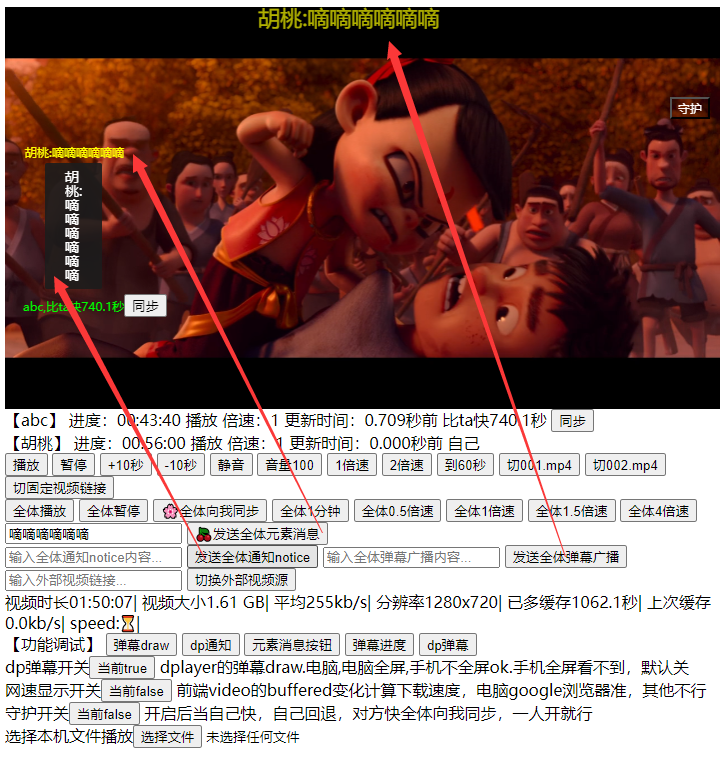 胡桃:嘀嘀嘀嘀嘀嘀
守护
胡桃:嘀嘀嘀嘀嘀嘀
胡桃:嘀嘀嘀嘀嘀嘀
abc,比ta快740.1秒 同步
【abc】 进度：00:43:40 播放 倍速：1 更新时间：0.709秒前 比ta快740.1秒 同步
【胡桃】 进度：00:56:00 播放 倍速：1 更新时间：0.000秒前 自己
播放 暂停 +10秒 -10秒 静音 音量100 1倍速 2倍速 到60秒 切001.mp4 切002.mp4
切固定视频链接
全体播放 全体暂停 🌸全体向我同步 全体1分钟 全体0.5倍速 全体1倍速 全体1.5倍速 全体4倍速
嘀嘀嘀嘀嘀嘀 🍒发送全体元素消息
输入全体通知notice内容... 发送全体通知notice 输入全体弹幕广播内容... 发送全体弹幕广播
输入外部视频链接... 切换外部视频源
视频时长01:50:07| 视频大小1.61 GB| 平均255kb/s| 分辨率1280x720| 已多缓存1062.1秒| 上次缓存
0.0kb/s| speed:⌛|
【功能调试】 弹幕draw dp通知 元素消息按钮 弹幕进度 dp弹幕
dp弹幕开关 当前true dplayer的弹幕draw.电脑,电脑全屏,手机不全屏ok.手机全屏看不到，默认关
网速显示开关 当前false 前端video的buffered变化计算下载速度，电脑google浏览器准，其他不行
守护开关 当前false 开启后当自己快，自己回退，对方快全体向我同步，一人开就行
选择本机文件播放 选择文件 未选择任何文件